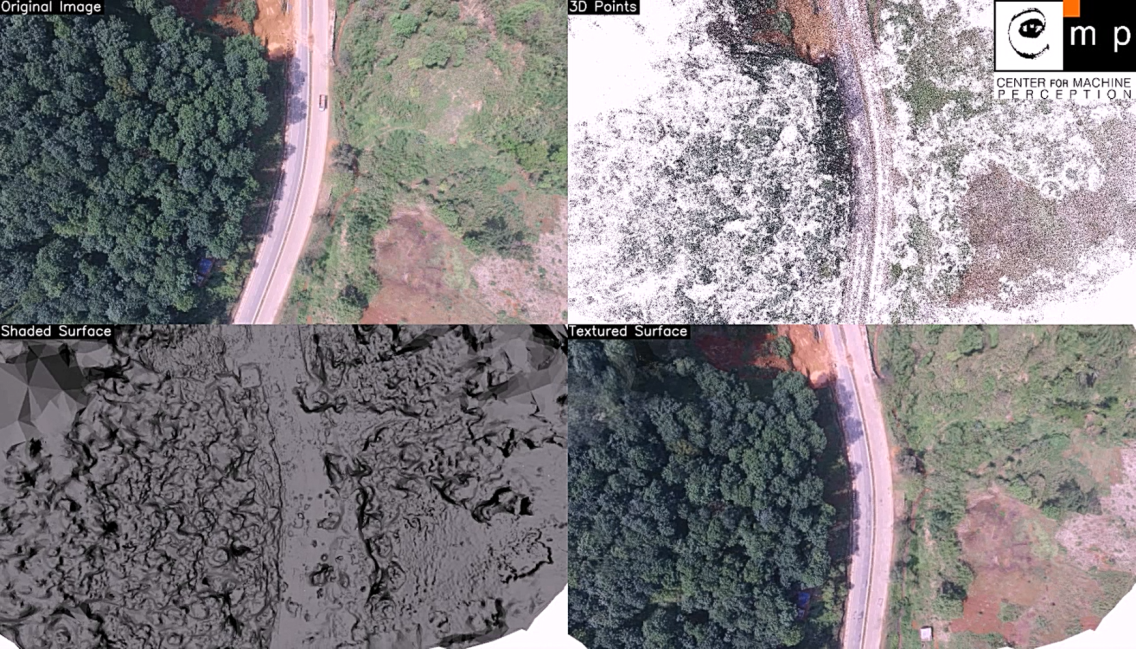 Original Image
3D Points
m p
CENTER FOR MACHINE
PERCEPTION
Shaded Surface
Textured Surface